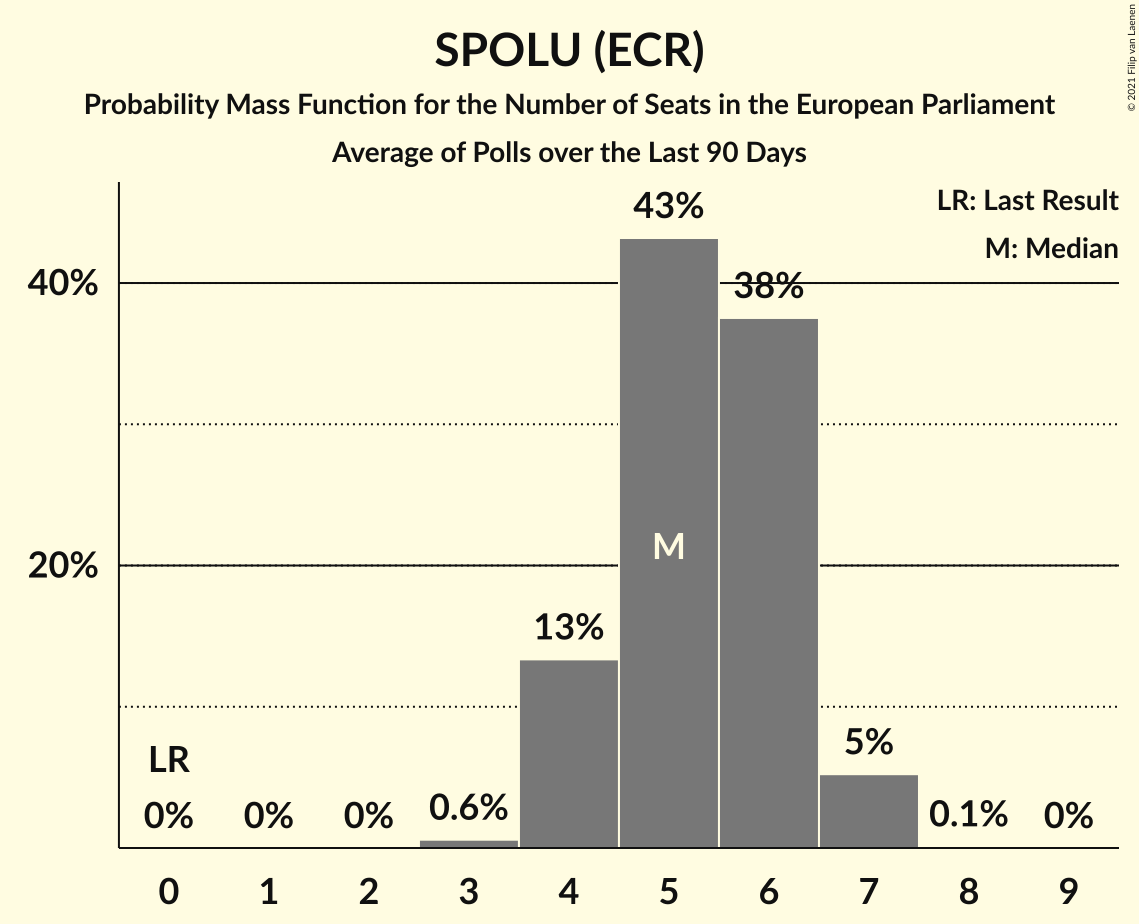 SPOLU (ECR)
Probability Mass Function for the Number of Seats in the European Parliament
Average of Polls over the Last 90 Days
© 2021 Filip van Laenen
LR: Last Result
M: Median
43%
38%
40%
20%
M
13%
5%
LR
0% 0% 0% 0.6% 0.1% 0%
0 1 2 3 4 5 6 7 8 9